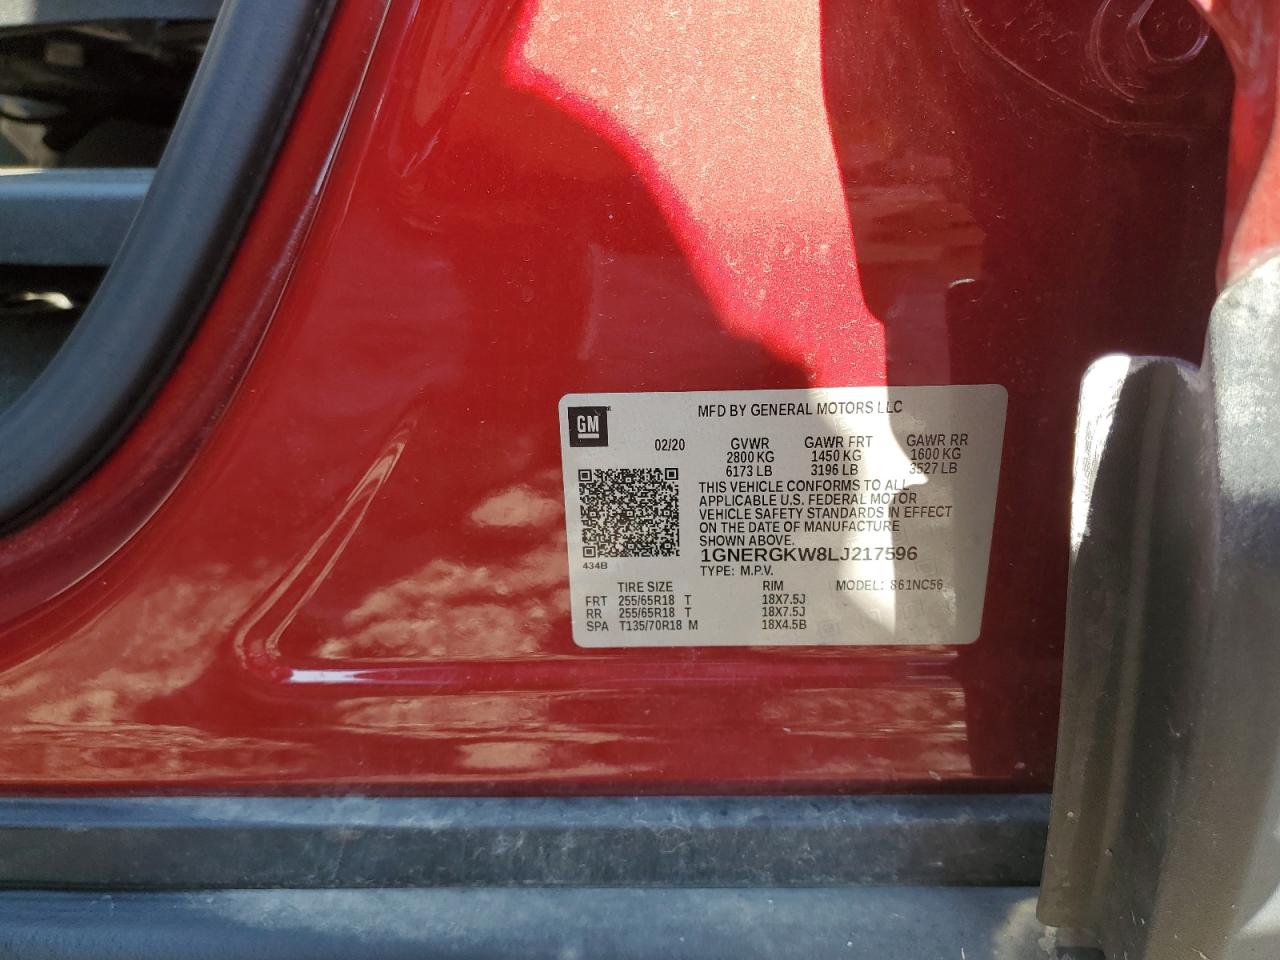 GM
MFD BY GENERAL MOTORS LLC
02/20 GVWR GAWR FRT GAWR RR
2800 KG 1450 KG 1600 KG
6173 LB 3196 LB 3527 LB
THIS VEHICLE CONFORMS TO ALL
APPLICABLE U.S. FEDERAL MOTOR
VEHICLE SAFETY STANDARDS IN EFFECT
ON THE DATE OF MANUFACTURE
SHOWN ABOVE.
1GNERGKW8LJ217596
434B
TYPE: M.P.V.
TIRE SIZE RIM MODEL: 861NC56
FRT 255/65R18 T 18X7.5J
RR 255/65R18 T 18X7.5J
SPA T135/70R18 M 18X4.5B